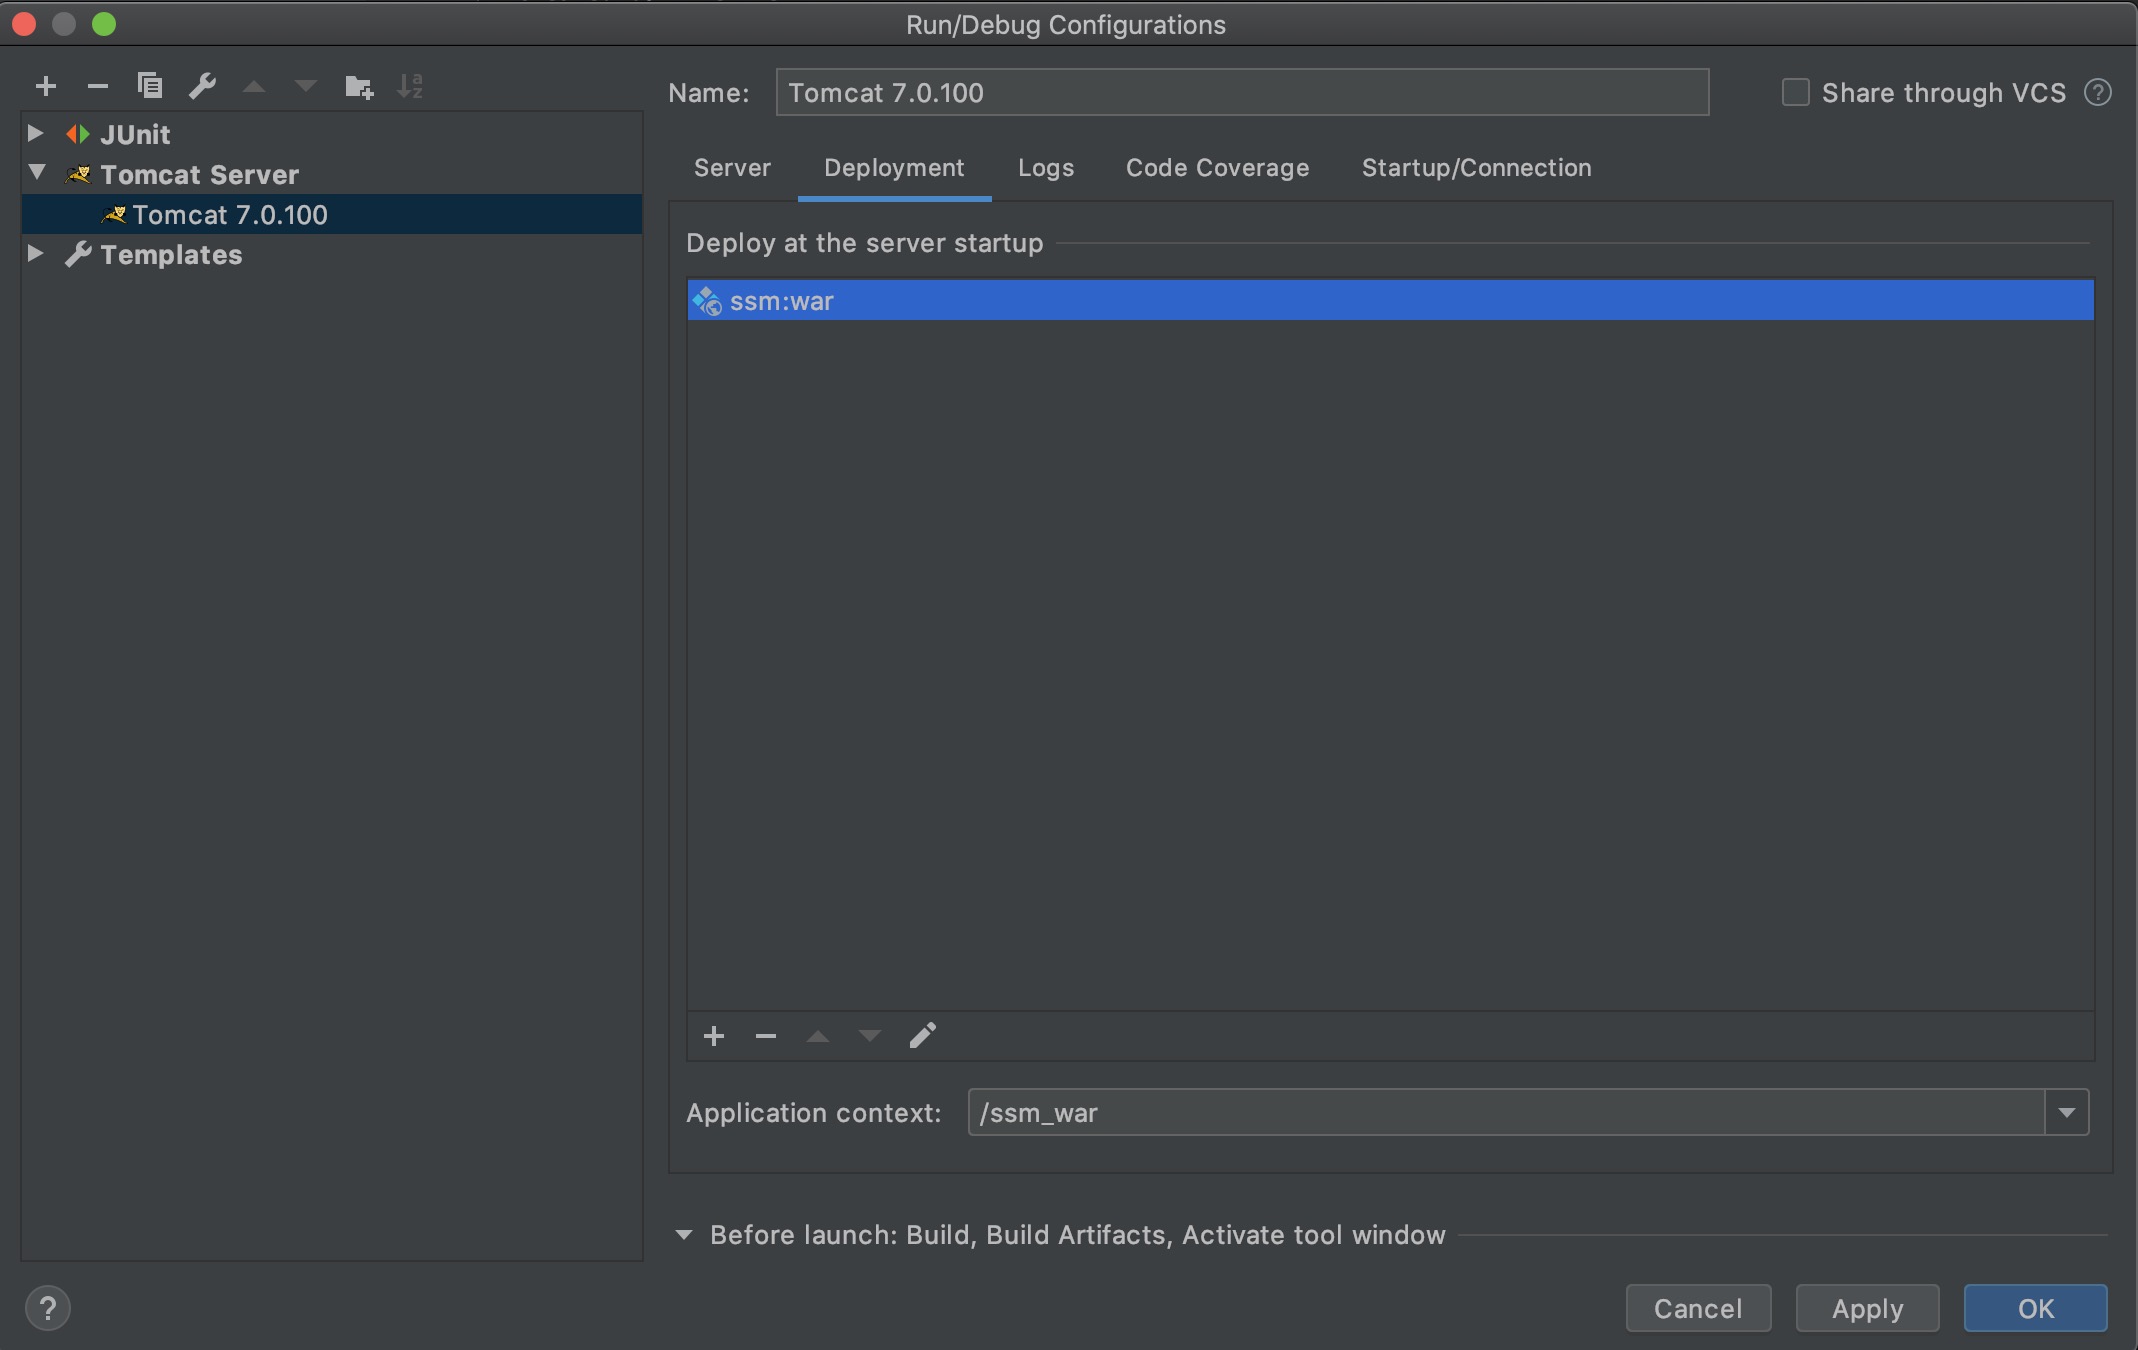 Run/Debug Configurations
Name: Tomcat 7.0.100
Share through VCS ?
JUnit
Tomcat Server
Tomcat 7.0.100
Templates
Server Deployment Logs Code Coverage Startup/Connection
Deploy at the server startup
ssm:war
Application context: /ssm_war
Before launch: Build, Build Artifacts, Activate tool window
? Cancel Apply OK